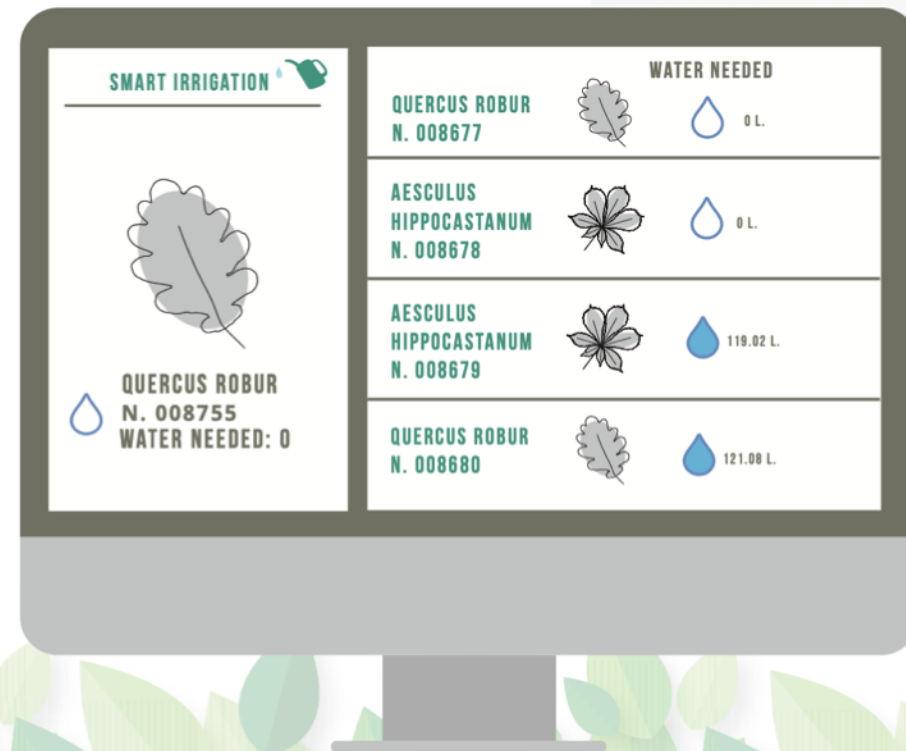 SMART IRRIGATION
QUERCUS ROBUR
N. 008755
WATER NEEDED: 0
WATER NEEDED
QUERCUS ROBUR
N. 008677
0 L.
AESCULUS
HIPPOCASTANUM
N. 008678
0 L.
AESCULUS
HIPPOCASTANUM
N. 008679
119.02 L.
QUERCUS ROBUR
N. 008680
121.08 L.